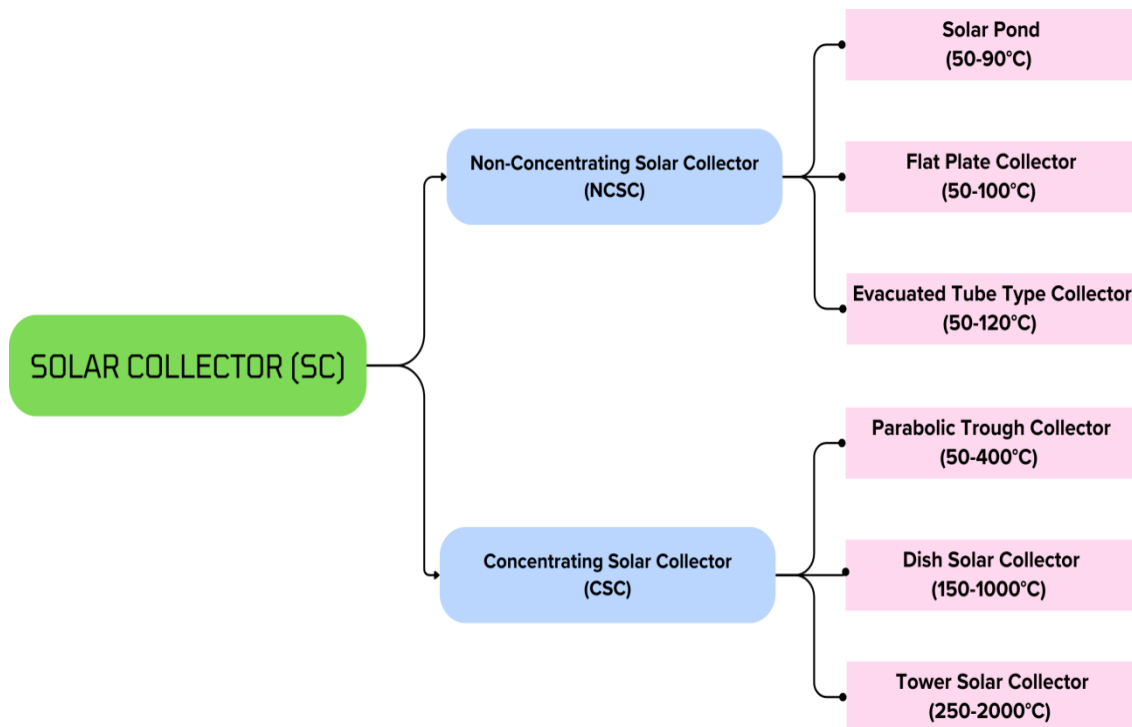 SOLAR COLLECTOR (SC)
Non-Concentrating Solar Collector
(NCSC)
Solar Pond
(50-90°C)
Flat Plate Collector
(50-100°C)
Evacuated Tube Type Collector
(50-120°C)
Concentrating Solar Collector
(CSC)
Parabolic Trough Collector
(50-400°C)
Dish Solar Collector
(150-1000°C)
Tower Solar Collector
(250-2000°C)